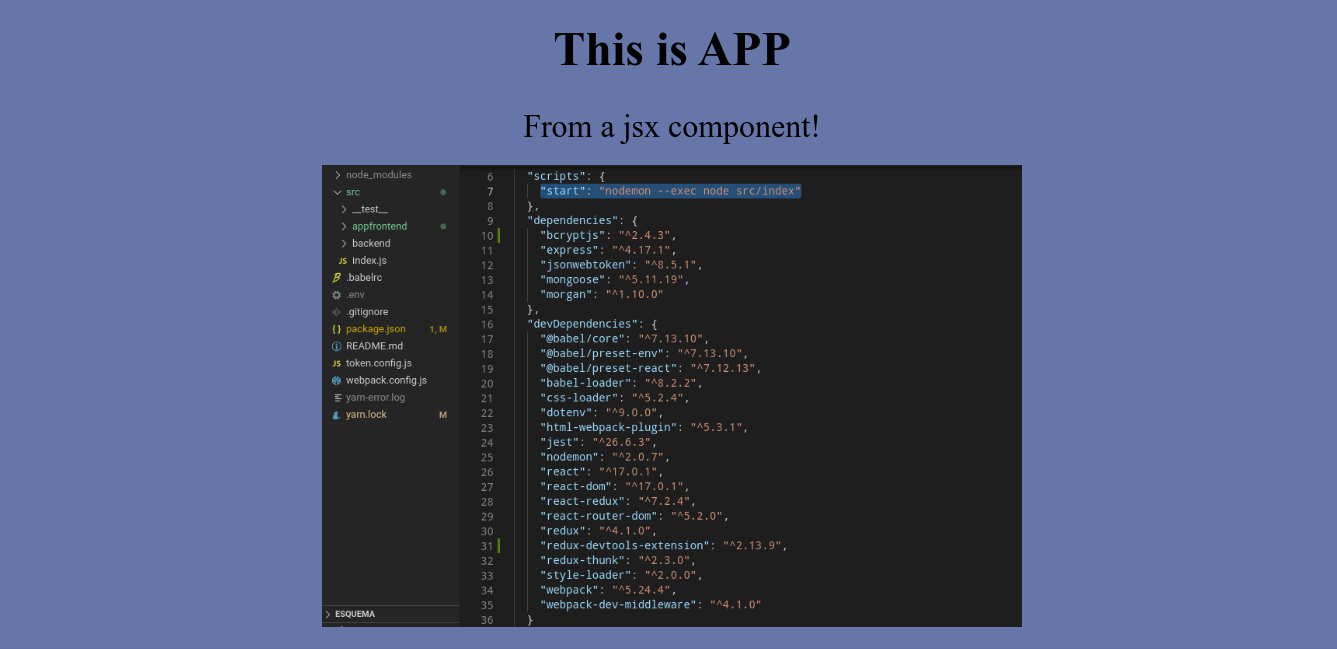 This is APP
From a jsx component!
node_modules
src
__test__
appfrontend
backend
JS index.js
.babelrc
.env
.gitignore
{} package.json 1, M
README.md
JS token.config.js
webpack.config.js
yarn-error.log
yarn.lock M
ESQUEMA
6 "scripts": {
7 "start": "nodemon --exec node src/index"
8 },
9 "dependencies": {
10 "bcryptjs": "^2.4.3",
11 "express": "^4.17.1",
12 "jsonwebtoken": "^8.5.1",
13 "mongoose": "^5.11.19",
14 "morgan": "^1.10.0"
15 },
16 "devDependencies": {
17 "@babel/core": "^7.13.10",
18 "@babel/preset-env": "^7.13.10",
19 "@babel/preset-react": "^7.12.13",
20 "babel-loader": "^8.2.2",
21 "css-loader": "^5.2.4",
22 "dotenv": "^9.0.0",
23 "html-webpack-plugin": "^5.3.1",
24 "jest": "^26.6.3",
25 "nodemon": "^2.0.7",
26 "react": "^17.0.1",
27 "react-dom": "^17.0.1",
28 "react-redux": "^7.2.4",
29 "react-router-dom": "^5.2.0",
30 "redux": "^4.1.0",
31 "redux-devtools-extension": "^2.13.9",
32 "redux-thunk": "^2.3.0",
33 "style-loader": "^2.0.0",
34 "webpack": "^5.24.4",
35 "webpack-dev-middleware": "^4.1.0"
36 }